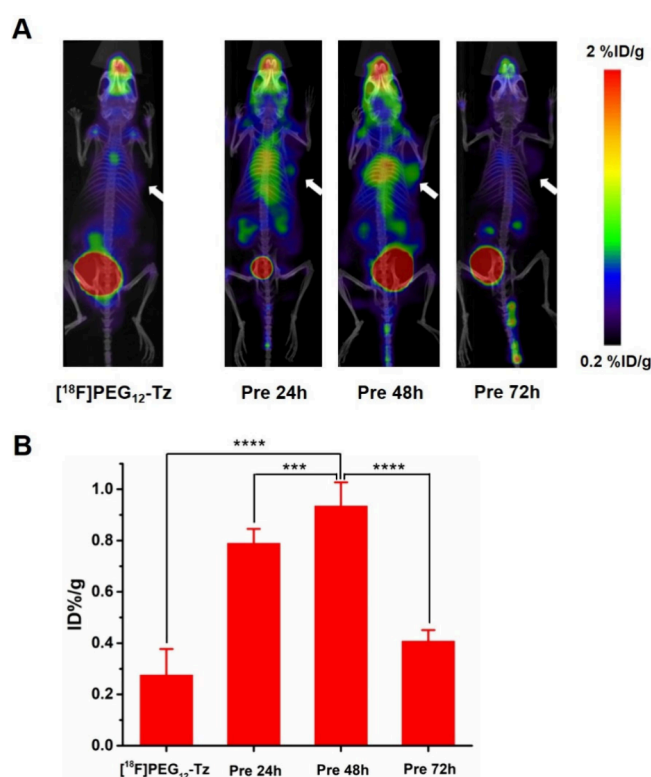 A
2 %ID/g
0.2 %ID/g
[¹⁸F]PEG₁₂-Tz Pre 24h Pre 48h Pre 72h
B
****
*** ****
ID%/g
1.0
0.8
0.6
0.4
0.2
0.0
[¹⁸F]PEG₁₂-Tz Pre 24h Pre 48h Pre 72h